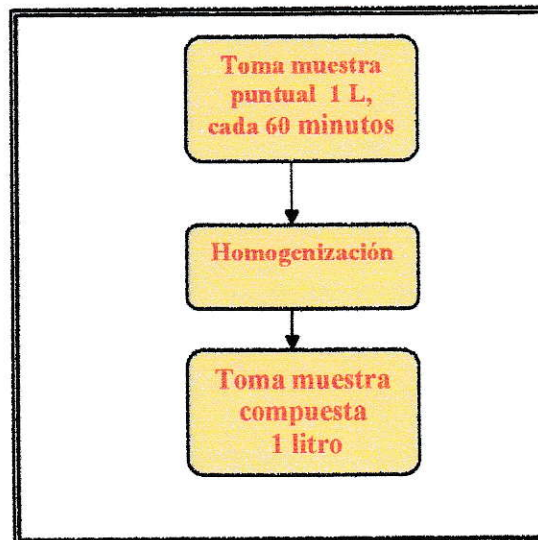 Toma muestra
puntual 1 L,
cada 60 minutos
Homogenización
Toma muestra
compuesta
1 litro